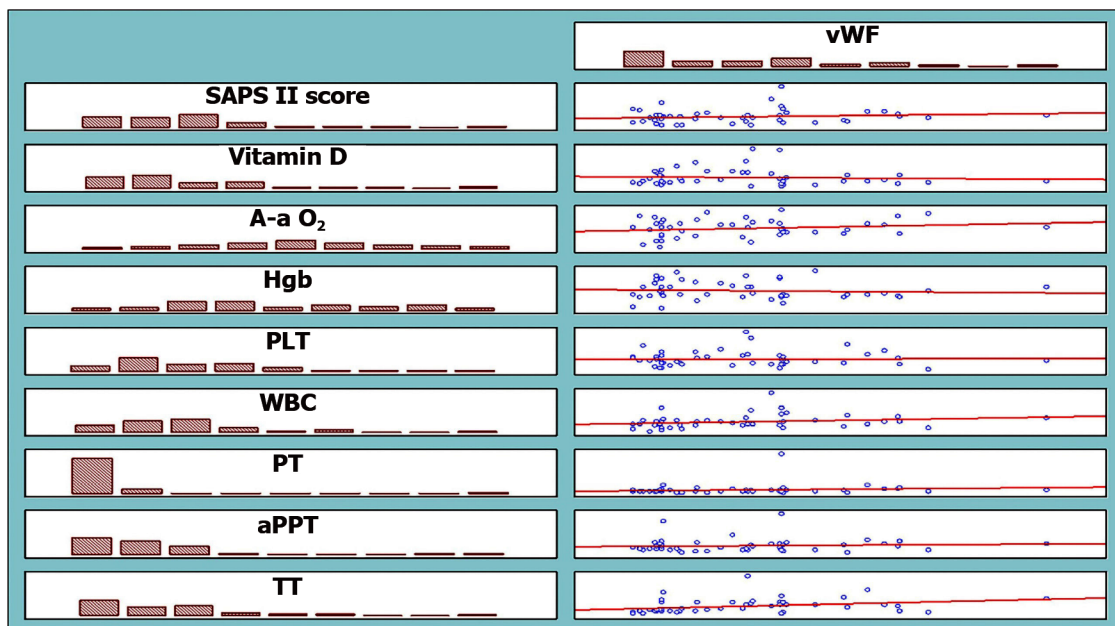 vWF
SAPS II score
Vitamin D
A-a O₂
Hgb
PLT
WBC
PT
aPPT
TT